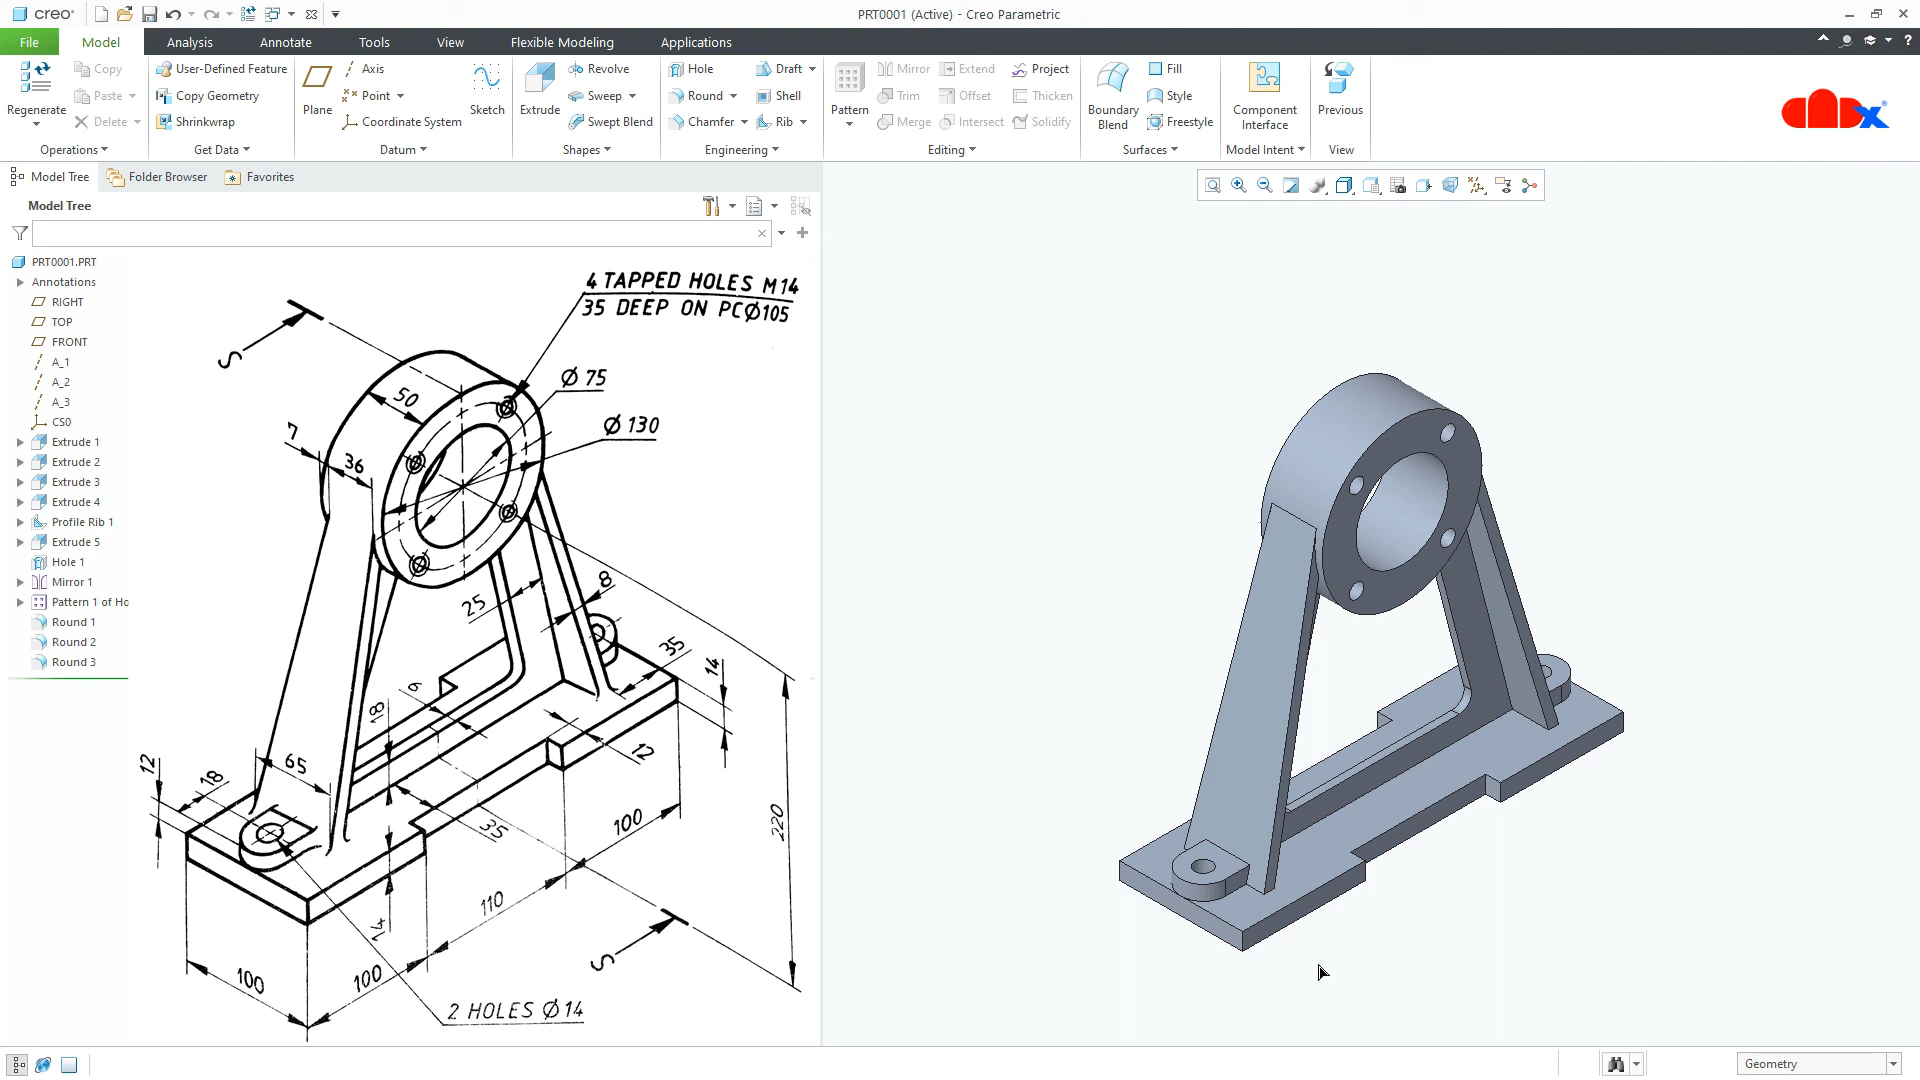 creo
PRT0001 (Active) - Creo Parametric
File
Model
Analysis
Annotate
Tools
View
Flexible Modeling
Applications
Regenerate
Copy
Paste
Delete
Operations
User-Defined Feature
Copy Geometry
Shrinkwrap
Get Data
Plane
Axis
Point
Coordinate System
Sketch
Datum
Extrude
Revolve
Sweep
Swept Blend
Shapes
Hole
Round
Chamfer
Draft
Shell
Rib
Engineering
Pattern
Mirror
Trim
Merge
Extend
Offset
Intersect
Project
Thicken
Solidify
Editing
Boundary
Blend
Fill
Style
Freestyle
Surfaces
Component
Interface
Model Intent
Previous
View
Model Tree
Folder Browser
Favorites
Model Tree
PRT0001.PRT
Annotations
RIGHT
TOP
FRONT
A_1
A_2
A_3
CS0
Extrude 1
Extrude 2
Extrude 3
Extrude 4
Profile Rib 1
Extrude 5
Hole 1
Mirror 1
Pattern 1 of Ho
Round 1
Round 2
Round 3
4 TAPPED HOLES M14
35 DEEP ON PCØ105
S
Ø 75
50
Ø 130
7
36
8
25
35
14
6
18
12
12
65
18
35
100
220
110
14
S
100
100
2 HOLES Ø14
Geometry